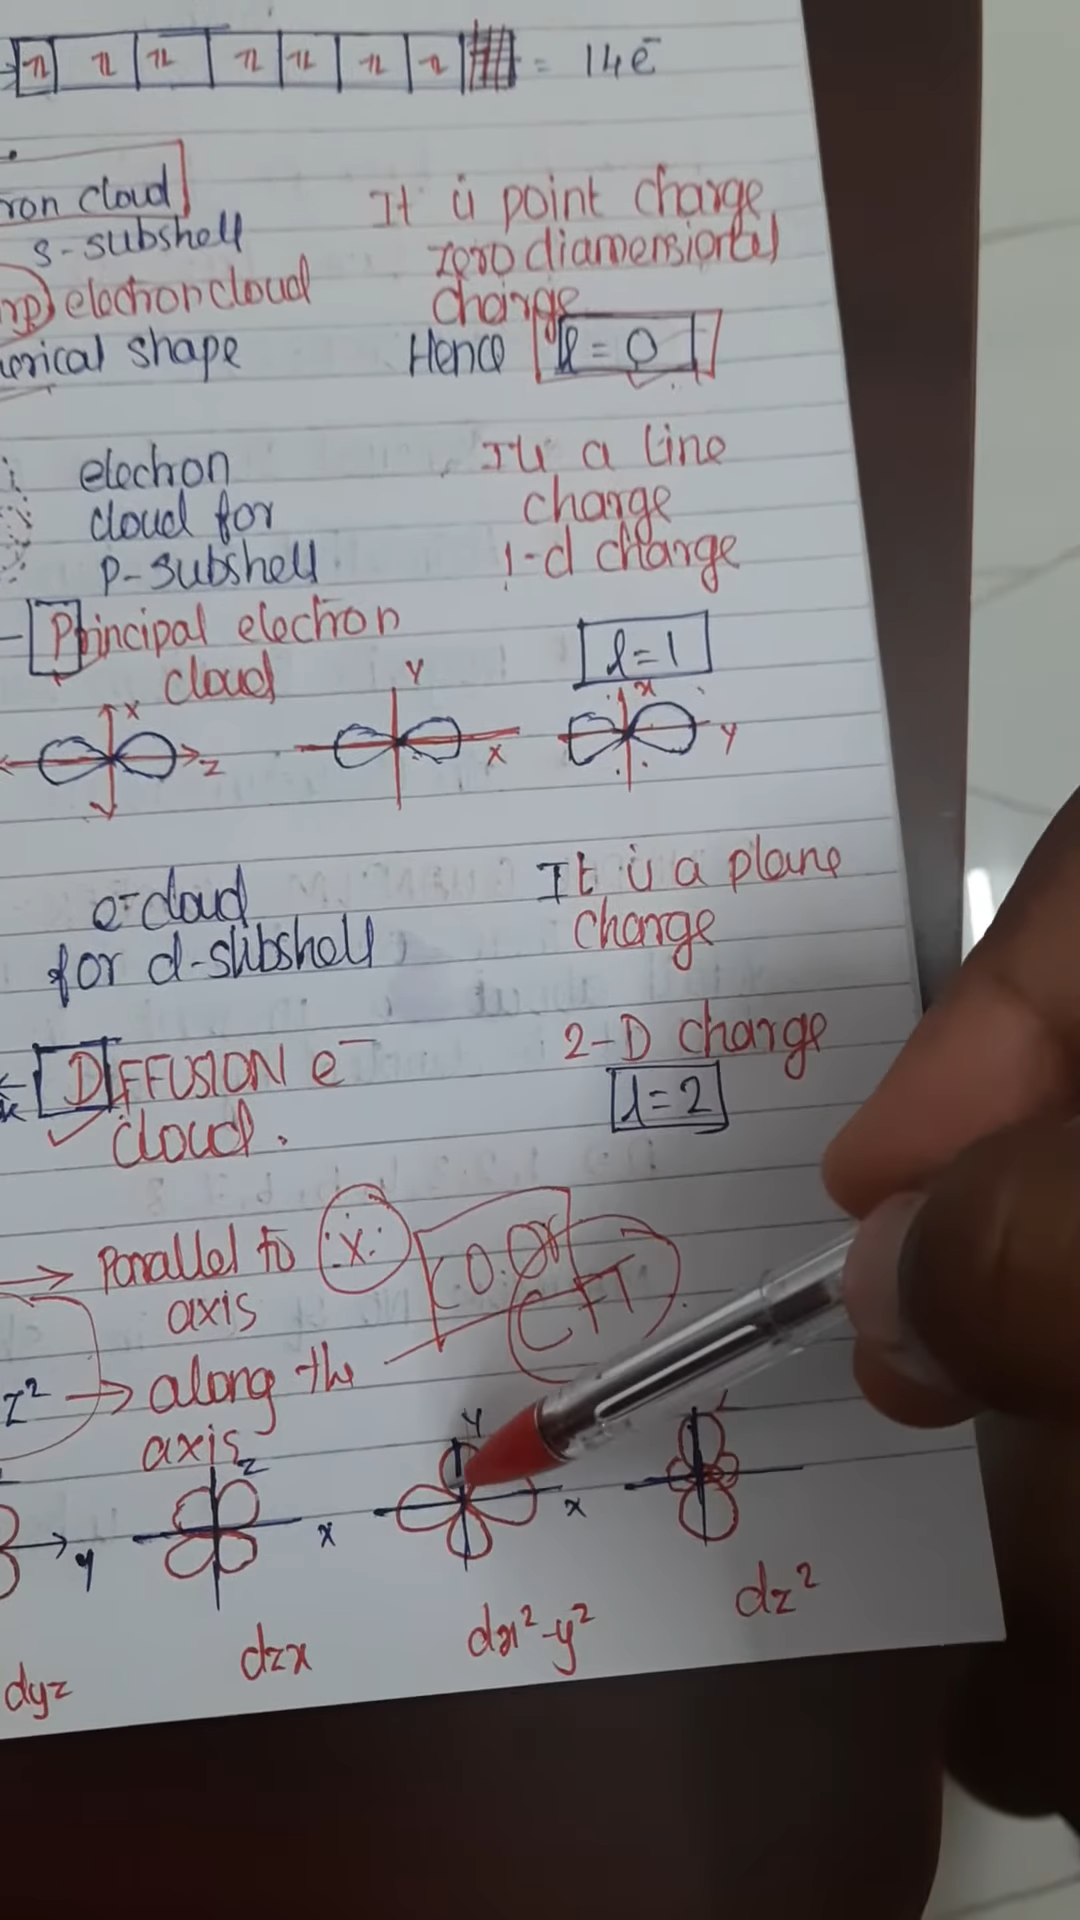 = 14e-
ron cloud
s-subshell
It is point charge
zero diamensional
charge
rp) electron cloud
erical shape
Hence l = 0
electron
cloud for
p-subshell
Its a line
charge
1-d charge
Principal electron
cloud
l=1
X
Z
Y
X
X
Y
e- cloud
for d-subshell
It is a plane
charge
DIFFUSION e-
cloud.
2-D charge
l=2
→ Parallel to X
axis
CFT
z² → along the
axis
y
dyz
Z
X
dzx
Y
X
dx²-y²
dz²